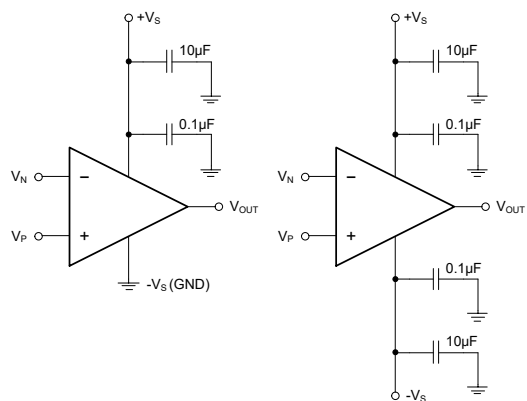 +VS
10µF
0.1µF
VN
−
VP
+
VOUT
-VS (GND)
+VS
10µF
0.1µF
VN
−
VP
+
VOUT
0.1µF
10µF
-VS